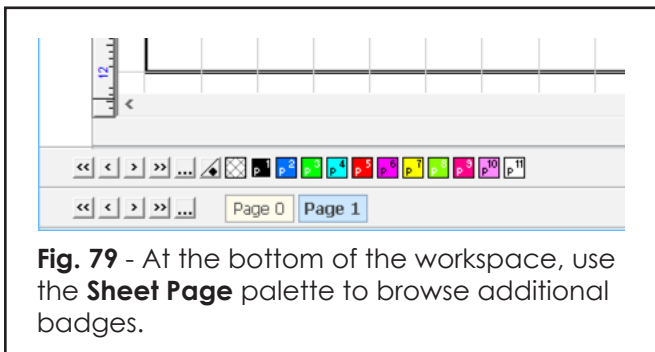 12
<
<< < > >> ... p1 p2 p3 p4 p5 p6 p7 p8 p9 p10 p11
<< < > >> ... Page 0 Page 1
Fig. 79 - At the bottom of the workspace, use
the Sheet Page palette to browse additional
badges.